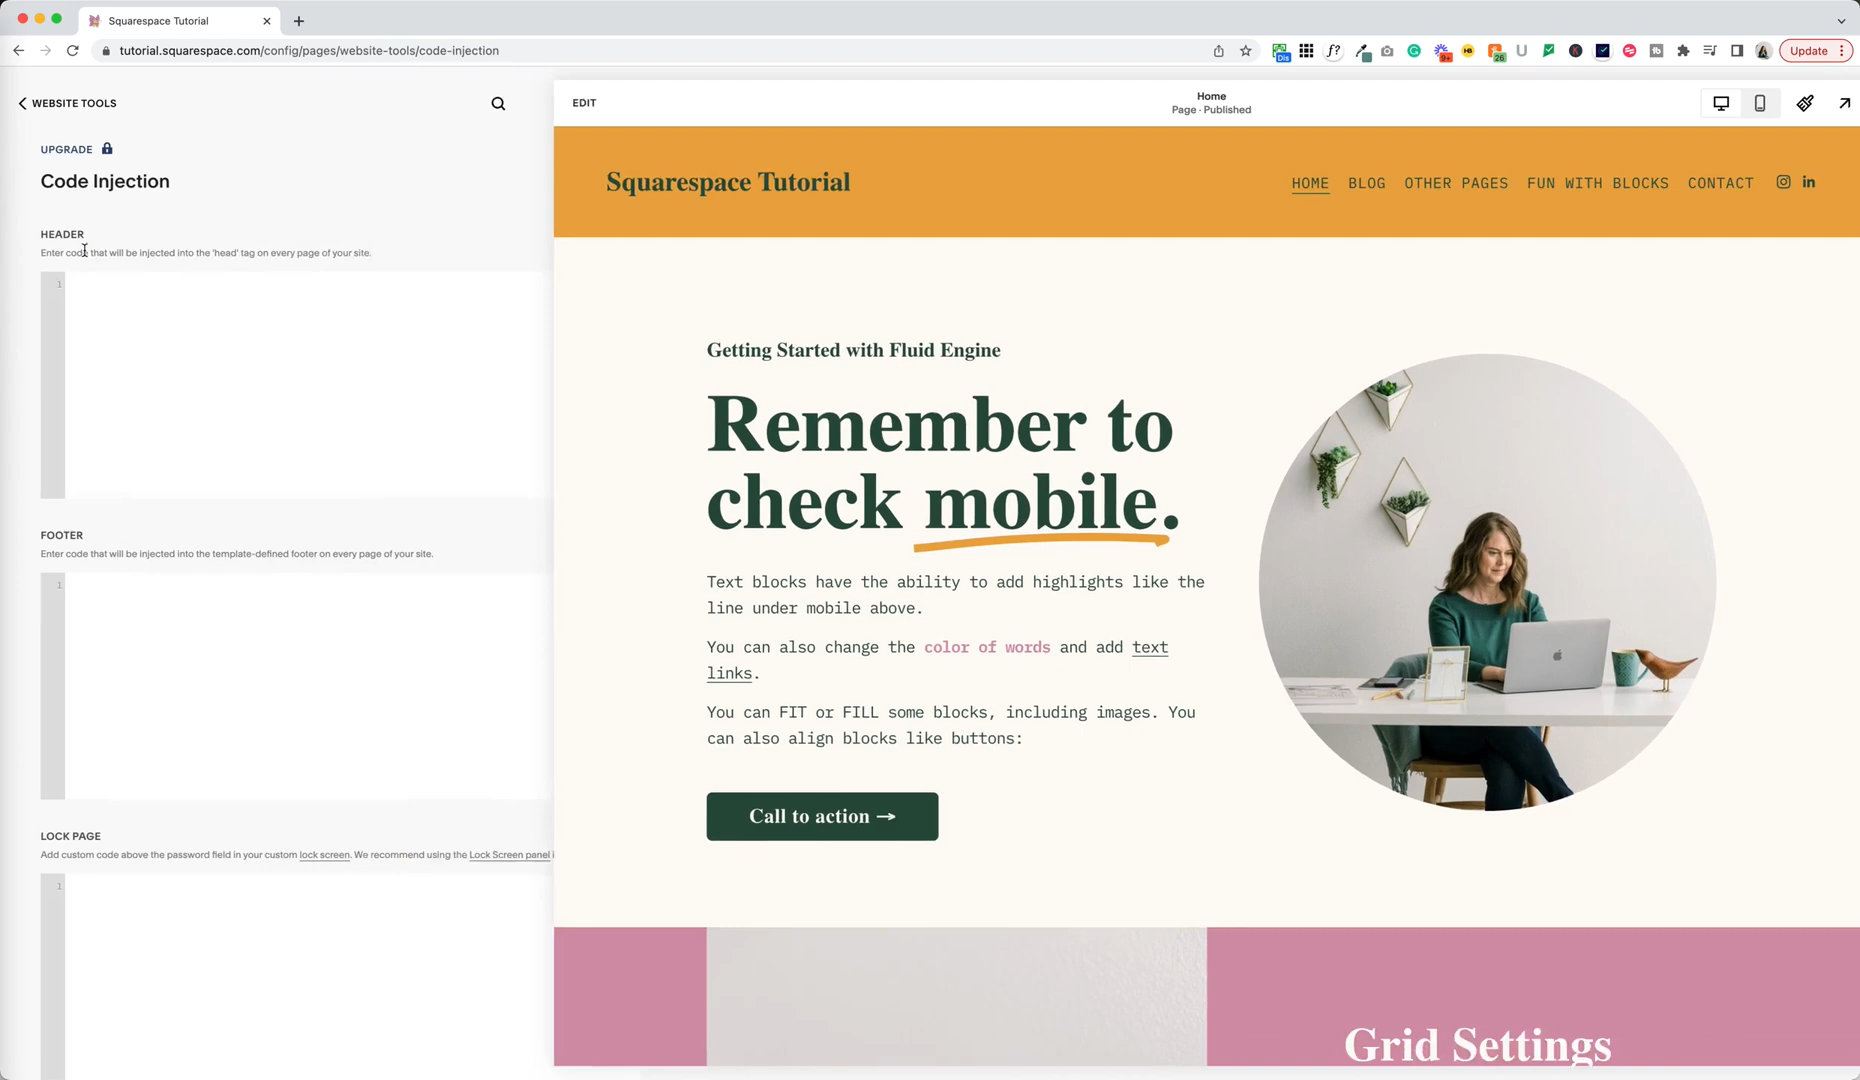 Squarespace Tutorial
tutorial.squarespace.com/config/pages/website-tools/code-injection
Update
WEBSITE TOOLS
UPGRADE
Code Injection
HEADER
Enter code that will be injected into the 'head' tag on every page of your site.
1
FOOTER
Enter code that will be injected into the template-defined footer on every page of your site.
1
LOCK PAGE
Add custom code above the password field in your custom lock screen. We recommend using the Lock Screen panel i
1
EDIT
Home
Page · Published
Squarespace Tutorial
HOME BLOG OTHER PAGES FUN WITH BLOCKS CONTACT
Getting Started with Fluid Engine
Remember to
check mobile.
Text blocks have the ability to add highlights like the
line under mobile above.
You can also change the color of words and add text
links.
You can FIT or FILL some blocks, including images. You
can also align blocks like buttons:
Call to action →
Grid Settings